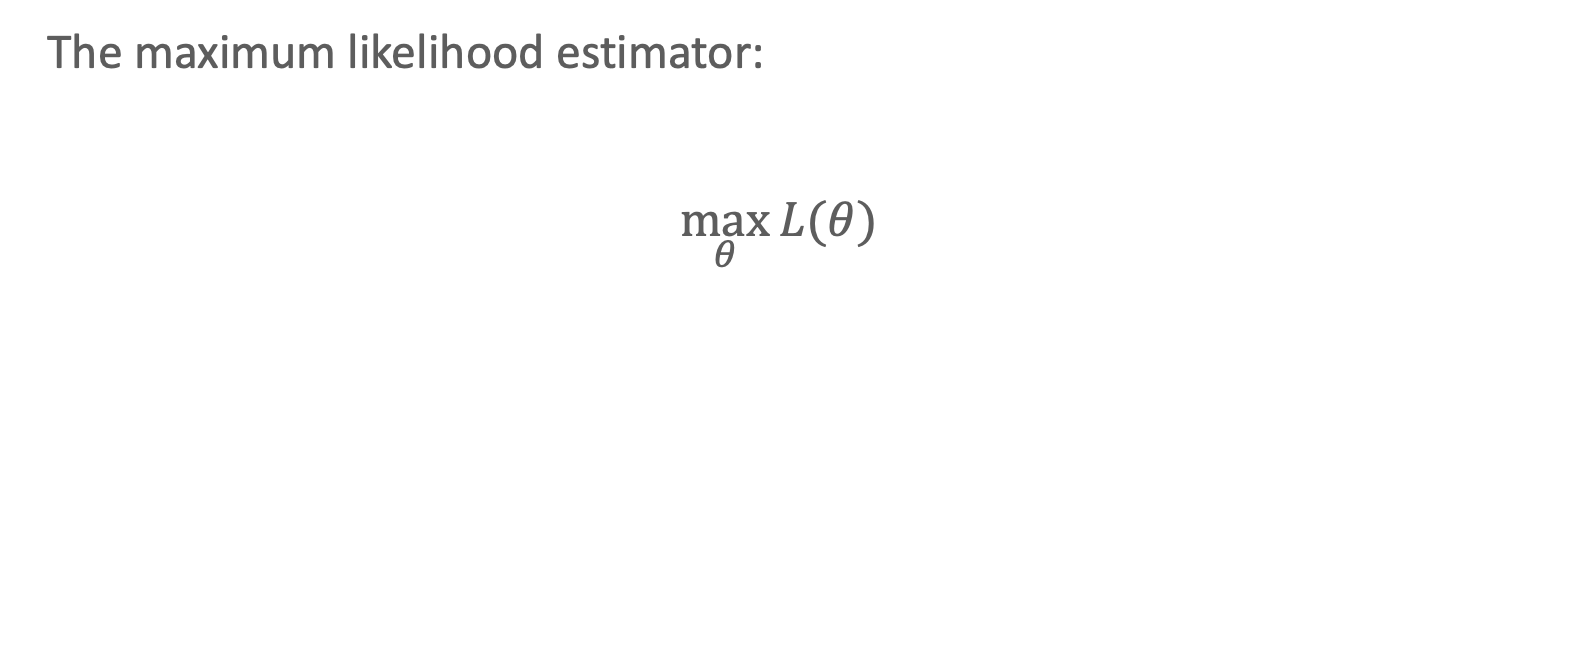 The maximum likelihood estimator:
max L(θ)
θ